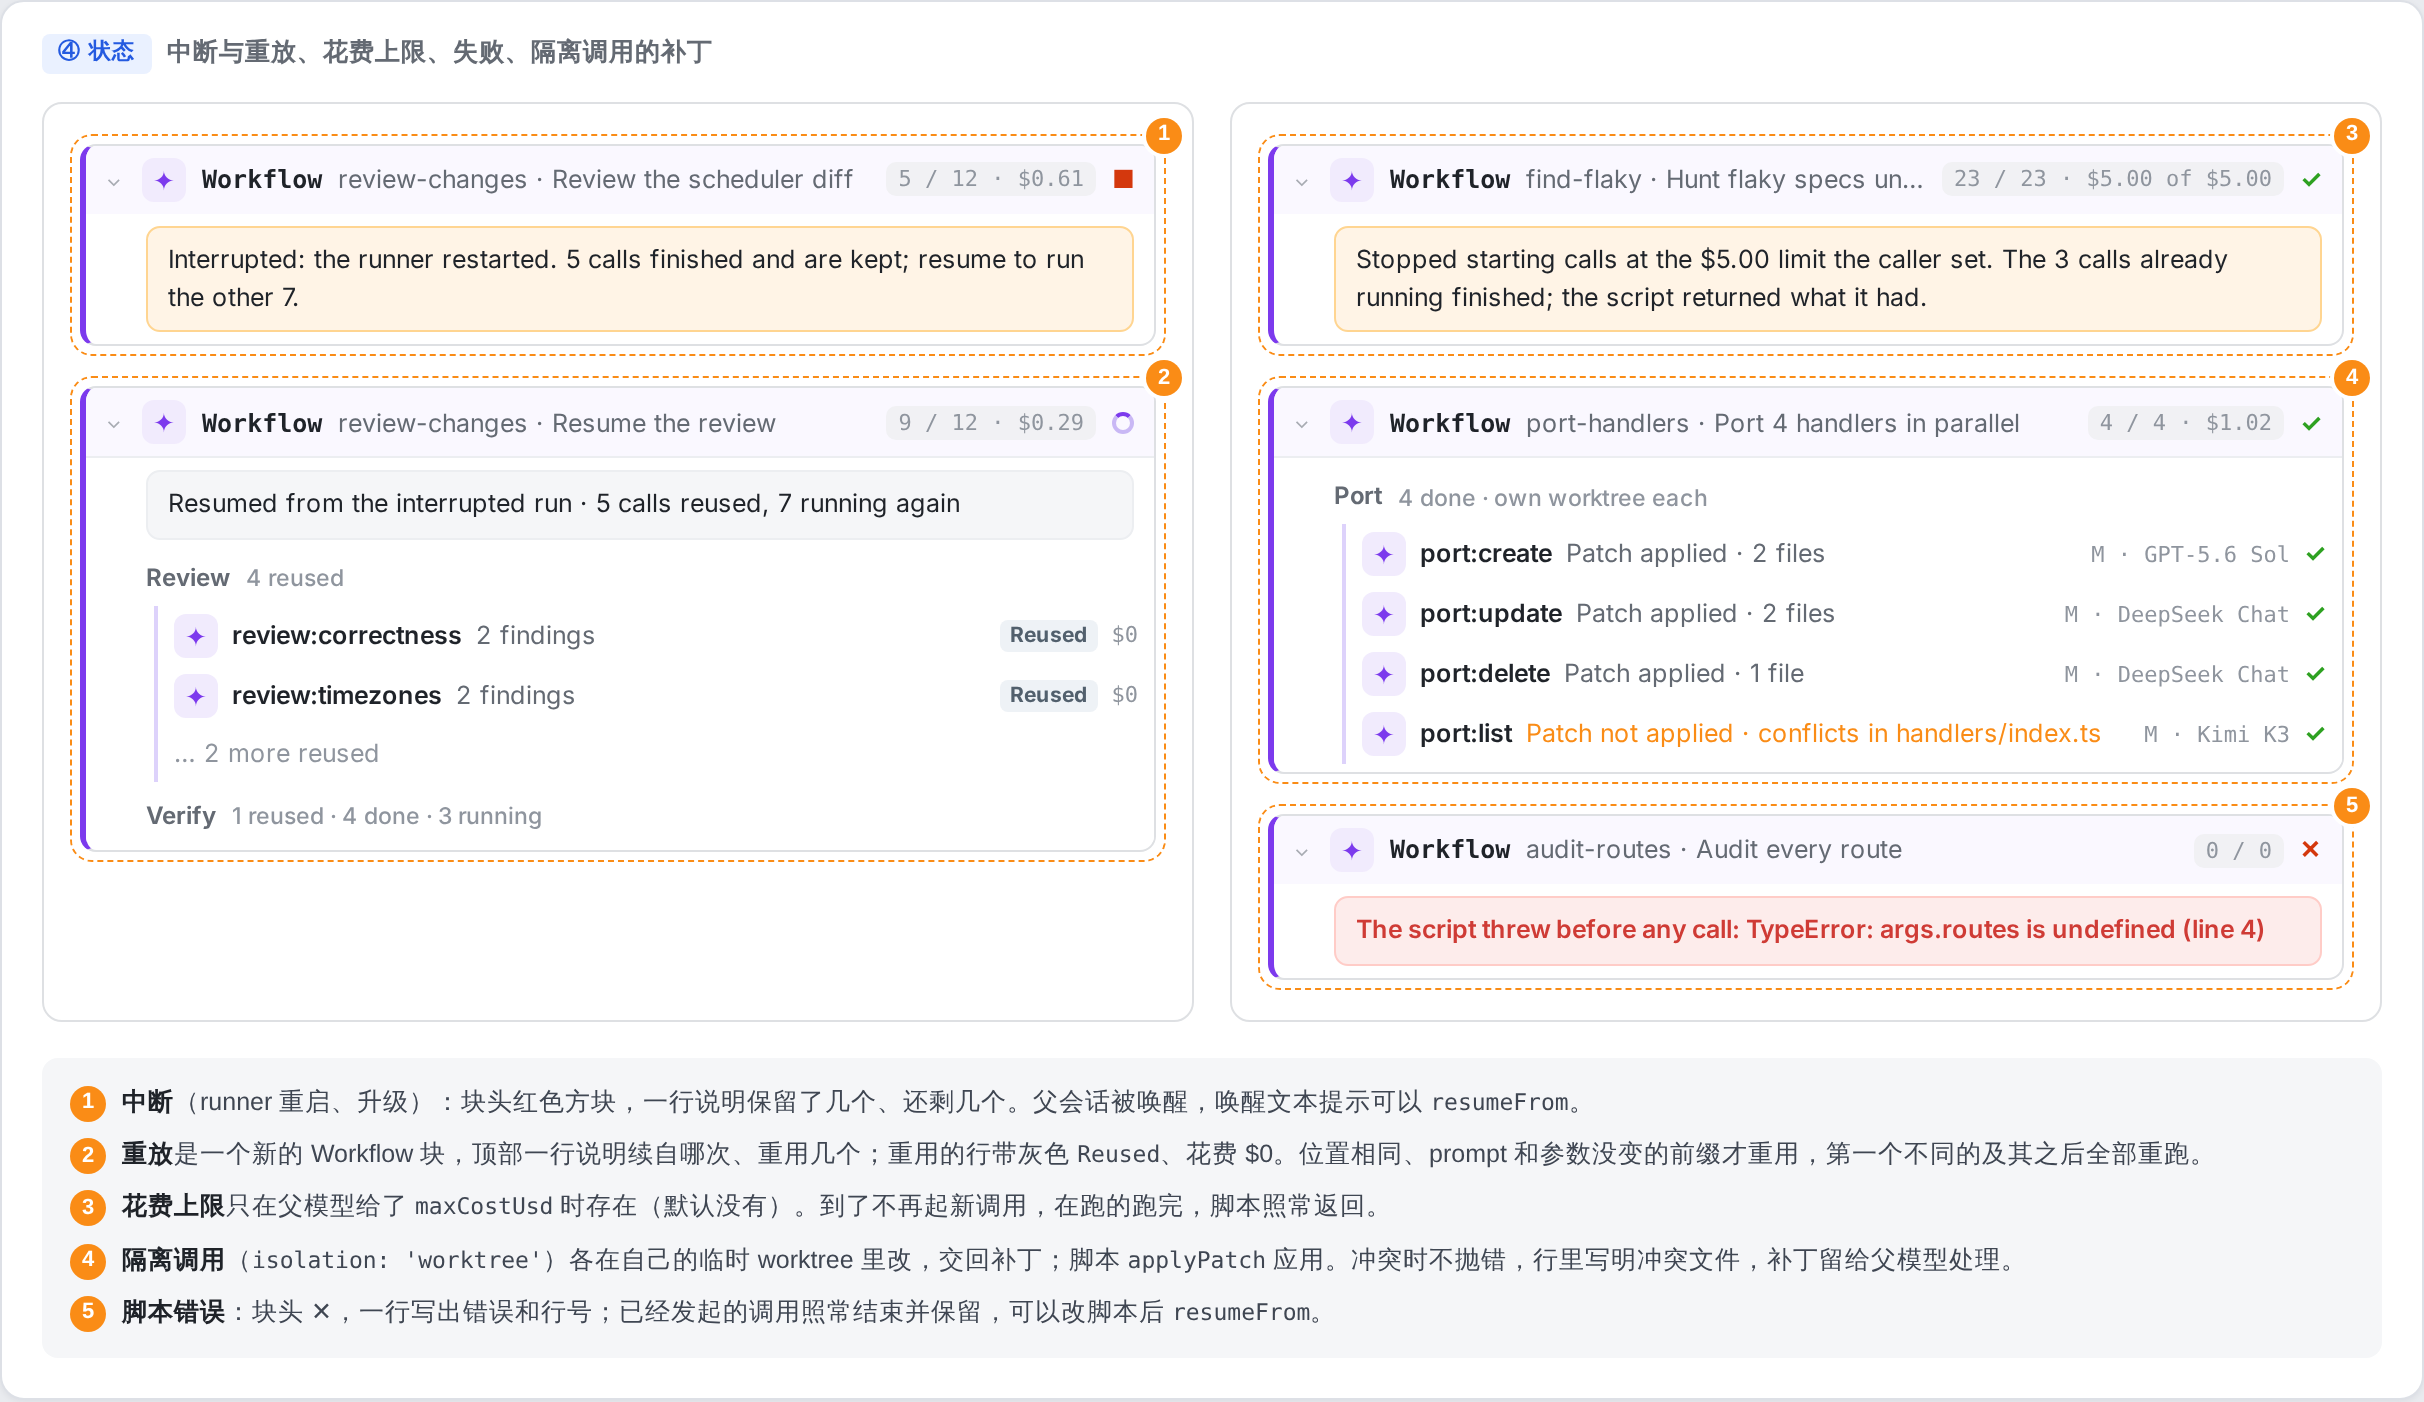 ④ 状态 中断与重放、花费上限、失败、隔离调用的补丁
1
Workflow review-changes · Review the scheduler diff 5 / 12 · $0.61
Interrupted: the runner restarted. 5 calls finished and are kept; resume to run
the other 7.
2
Workflow review-changes · Resume the review 9 / 12 · $0.29
Resumed from the interrupted run · 5 calls reused, 7 running again
Review 4 reused
review:correctness 2 findings Reused $0
review:timezones 2 findings Reused $0
... 2 more reused
Verify 1 reused · 4 done · 3 running
3
Workflow find-flaky · Hunt flaky specs un... 23 / 23 · $5.00 of $5.00
Stopped starting calls at the $5.00 limit the caller set. The 3 calls already
running finished; the script returned what it had.
4
Workflow port-handlers · Port 4 handlers in parallel 4 / 4 · $1.02
Port 4 done · own worktree each
port:create Patch applied · 2 files M · GPT-5.6 Sol
port:update Patch applied · 2 files M · DeepSeek Chat
port:delete Patch applied · 1 file M · DeepSeek Chat
port:list Patch not applied · conflicts in handlers/index.ts M · Kimi K3
5
Workflow audit-routes · Audit every route 0 / 0
The script threw before any call: TypeError: args.routes is undefined (line 4)
1 中断（runner 重启、升级）：块头红色方块，一行说明保留了几个、还剩几个。父会话被唤醒，唤醒文本提示可以 resumeFrom。
2 重放是一个新的 Workflow 块，顶部一行说明续自哪次、重用几个；重用的行带灰色 Reused、花费 $0。位置相同、prompt 和参数没变的前缀才重用，第一个不同的及其之后全部重跑。
3 花费上限只在父模型给了 maxCostUsd 时存在（默认没有）。到了不再起新调用，在跑的跑完，脚本照常返回。
4 隔离调用（isolation: 'worktree'）各在自己的临时 worktree 里改，交回补丁；脚本 applyPatch 应用。冲突时不抛错，行里写明冲突文件，补丁留给父模型处理。
5 脚本错误：块头 ✕，一行写出错误和行号；已经发起的调用照常结束并保留，可以改脚本后 resumeFrom。